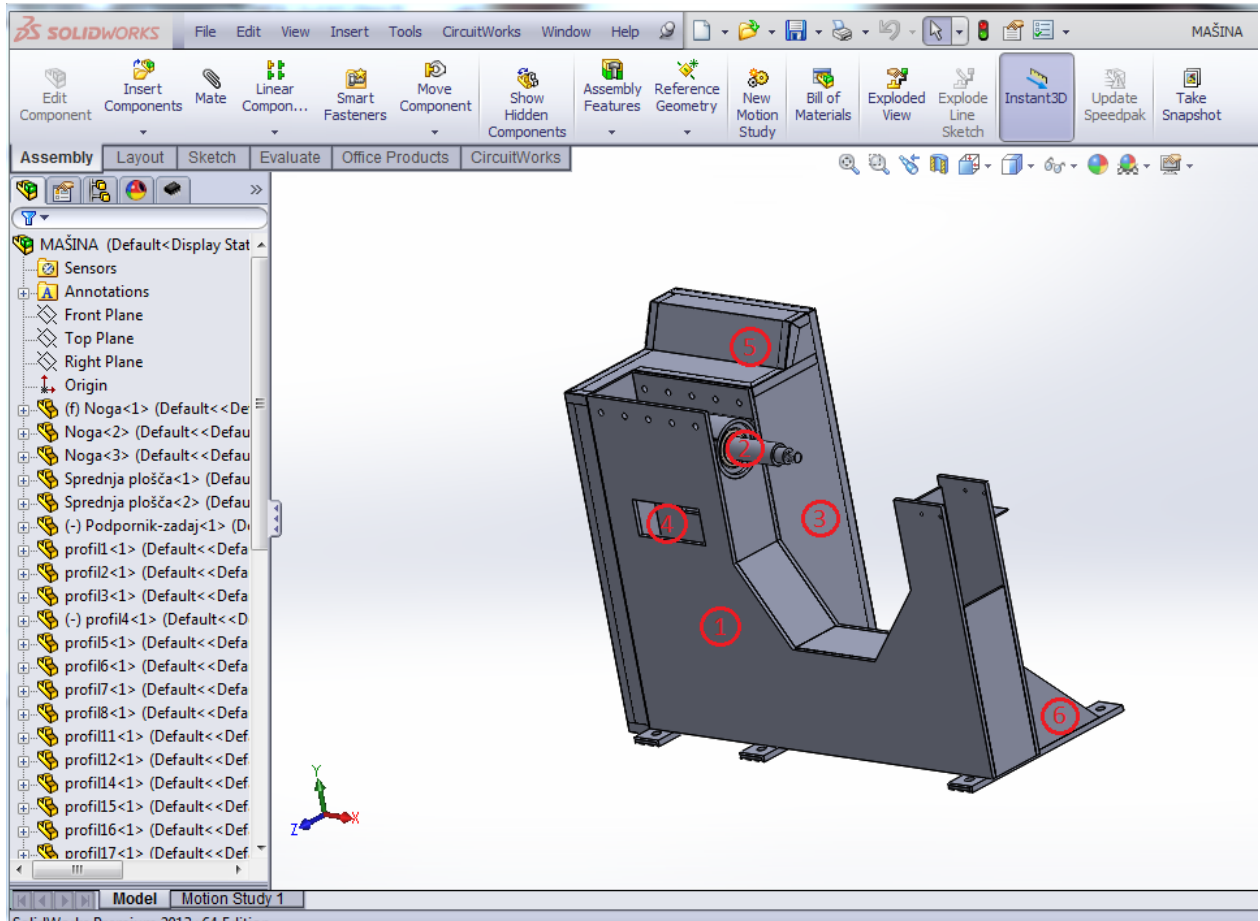 SOLIDWORKS File Edit View Insert Tools CircuitWorks Window Help MAŠINA
Edit Component
Insert Components
Mate
Linear Compon...
Smart Fasteners
Move Component
Show Hidden Components
Assembly Features
Reference Geometry
New Motion Study
Bill of Materials
Exploded View
Explode Line Sketch
Instant3D
Update Speedpak
Take Snapshot
Assembly Layout Sketch Evaluate Office Products CircuitWorks
MAŠINA (Default<Display Stat
Sensors
Annotations
Front Plane
Top Plane
Right Plane
Origin
(f) Noga<1> (Default<<De
Noga<2> (Default<<Defau
Noga<3> (Default<<Defau
Sprednja plošča<1> (Defau
Sprednja plošča<2> (Defau
(-) Podpornik-zadaj<1> (D
profil1<1> (Default<<Defa
profil2<1> (Default<<Defa
profil3<1> (Default<<Defa
(-) profil4<1> (Default<<D
profil5<1> (Default<<Defa
profil6<1> (Default<<Defa
profil7<1> (Default<<Defa
profil8<1> (Default<<Defa
profil11<1> (Default<<Def
profil12<1> (Default<<Def
profil14<1> (Default<<Def
profil15<1> (Default<<Def
profil16<1> (Default<<Def
profil17<1> (Default<<Def
5
2
4
3
1
6
Y
Z X
Model Motion Study 1